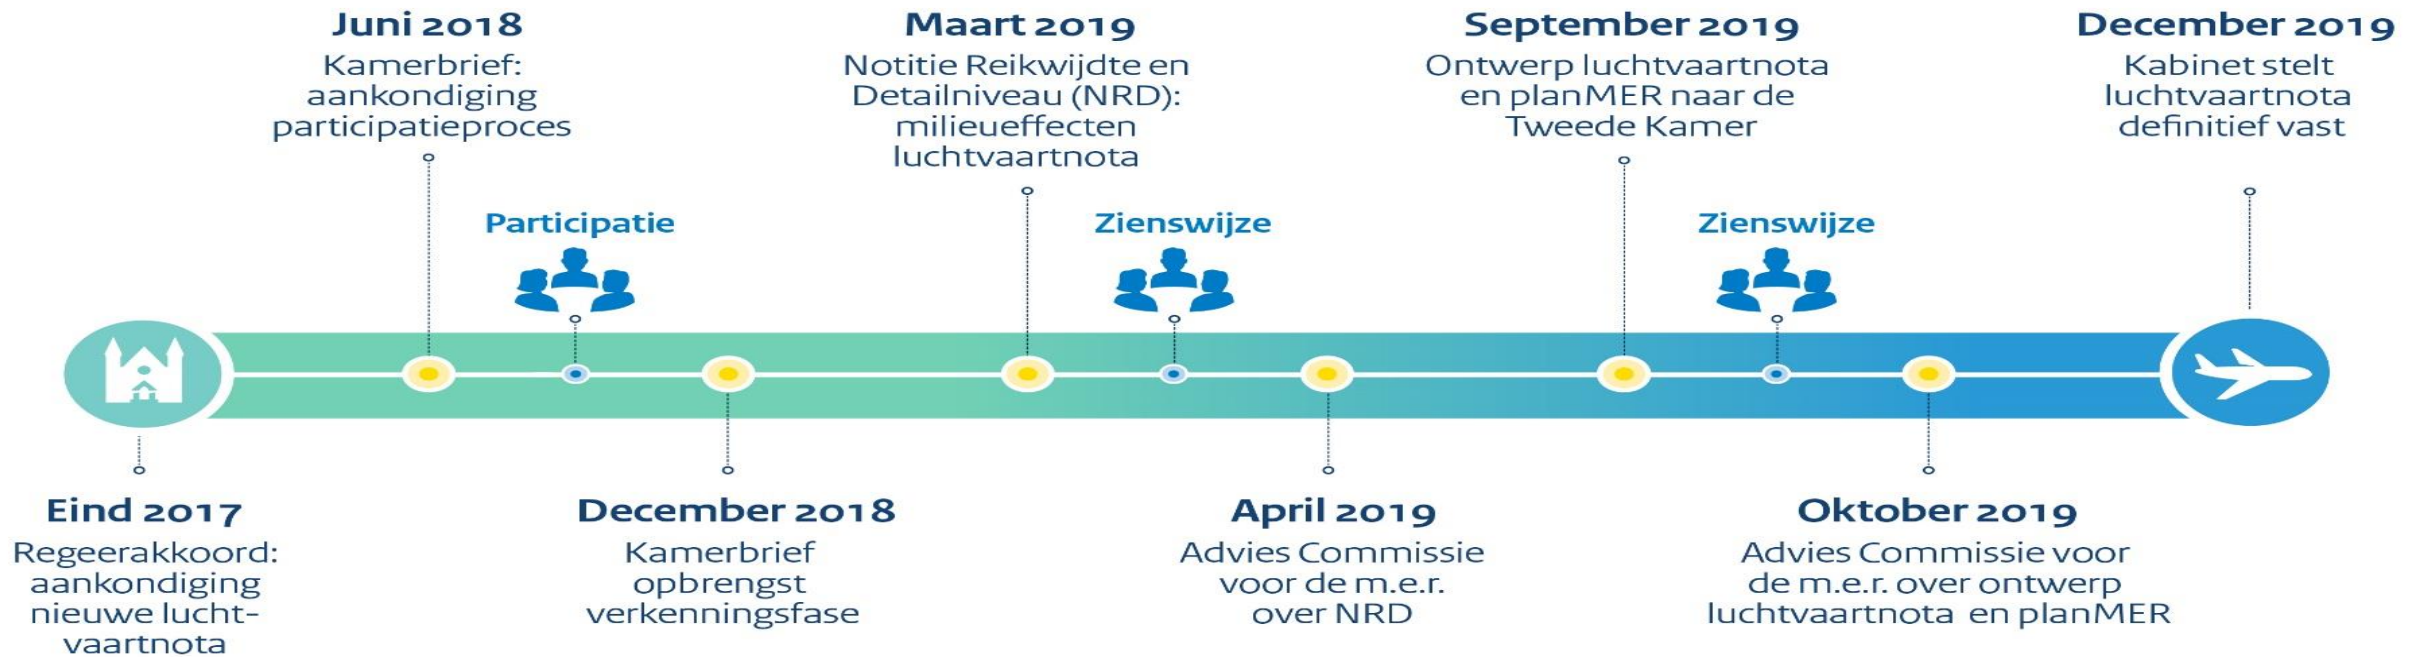 Juni 2018
Kamerbrief:
aankondiging
participatieproces
Maart 2019
Notitie Reikwijdte en
Detailniveau (NRD):
milieueffecten
luchtvaartnota
September 2019
Ontwerp luchtvaartnota
en planMER naar de
Tweede Kamer
December 2019
Kabinet stelt
luchtvaartnota
definitief vast
Participatie
Zienswijze
Zienswijze
Eind 2017
Regeerakkoord:
aankondiging
nieuwe lucht-
vaartnota
December 2018
Kamerbrief
opbrengst
verkenningsfase
April 2019
Advies Commissie
voor de m.e.r.
over NRD
Oktober 2019
Advies Commissie voor
de m.e.r. over ontwerp
luchtvaartnota en planMER